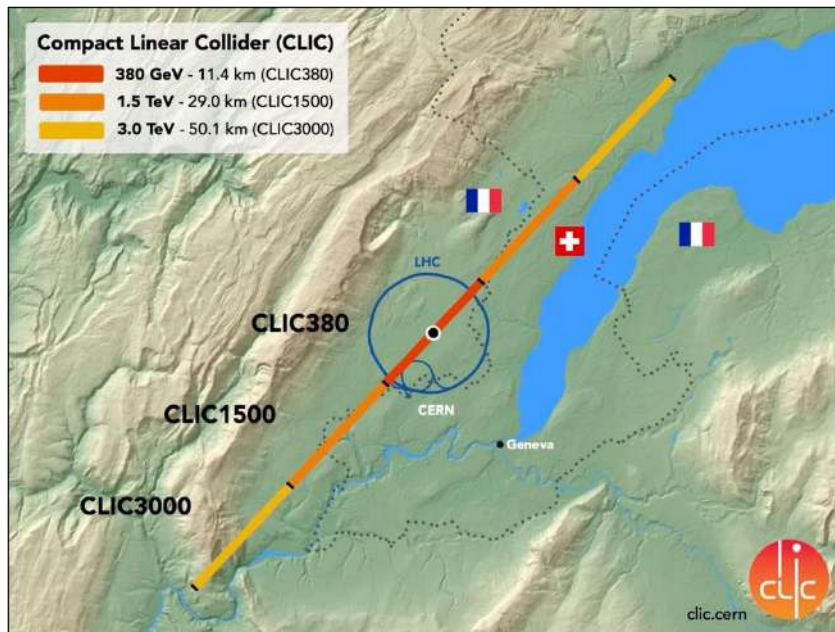 Compact Linear Collider (CLIC)
380 GeV - 11.4 km (CLIC380)
1.5 TeV - 29.0 km (CLIC1500)
3.0 TeV - 50.1 km (CLIC3000)
LHC
CLIC380
CLIC1500
CERN
Geneva
CLIC3000
clic
clic.cern